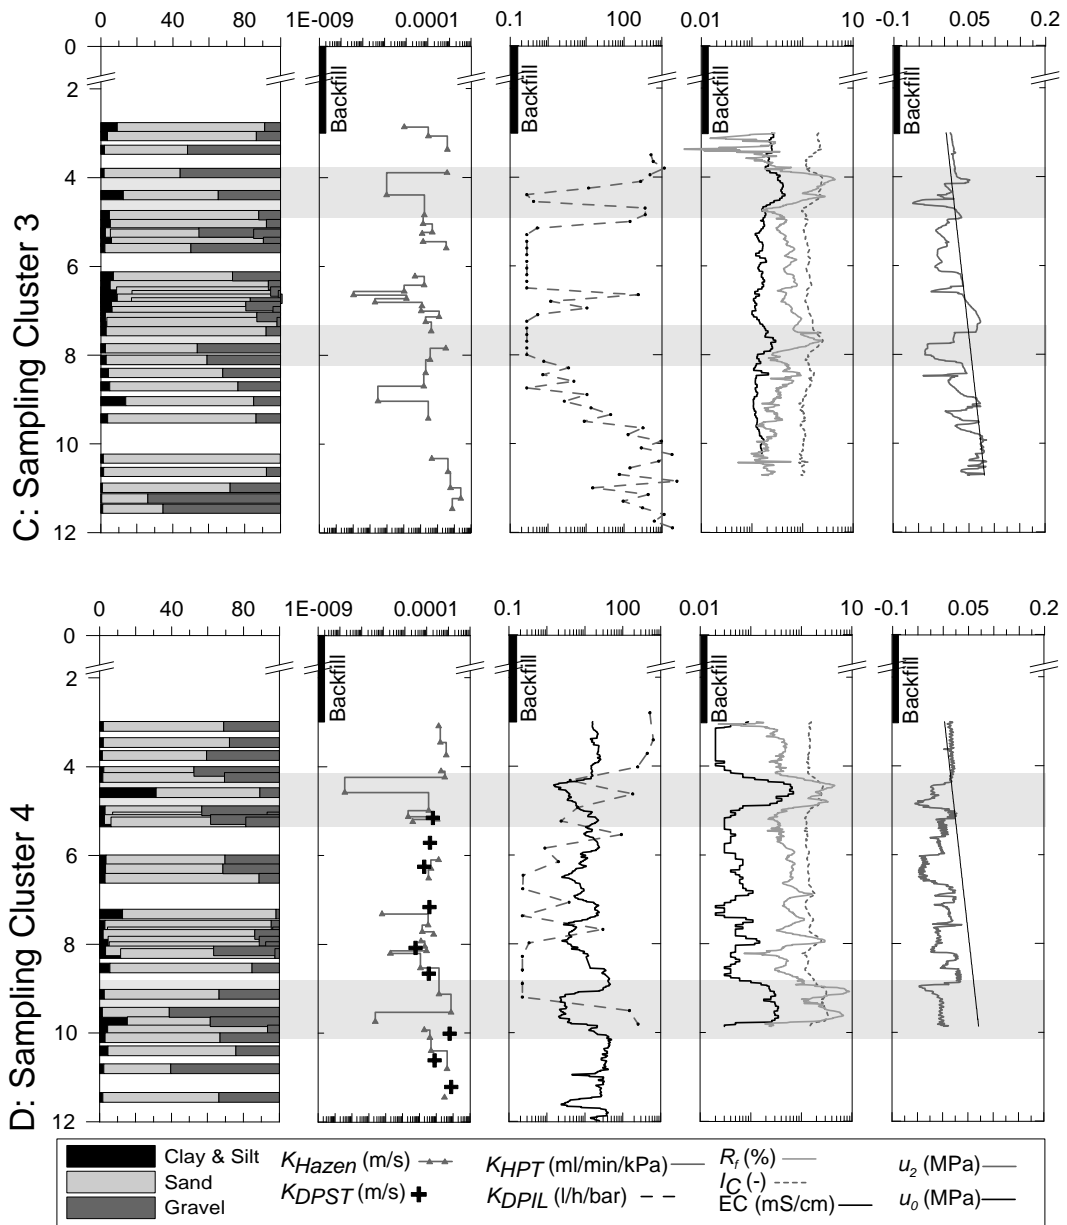 0 40 80 1E-009 0.0001 0.1 100 0.01 10 -0.1 0.05 0.2
0
2
4
6
8
10
12
Backfill
Backfill
Backfill
Backfill
C: Sampling Cluster 3
0 40 80 1E-009 0.0001 0.1 100 0.01 10 -0.1 0.05 0.2
0
2
4
6
8
10
12
Backfill
Backfill
Backfill
Backfill
D: Sampling Cluster 4
Clay & Silt
Sand
Gravel
KHazen (m/s)
KDPST (m/s)
KHPT (ml/min/kPa)
KDPIL (l/h/bar)
Rf (%)
IC (-)
EC (mS/cm)
u2 (MPa)
u0 (MPa)